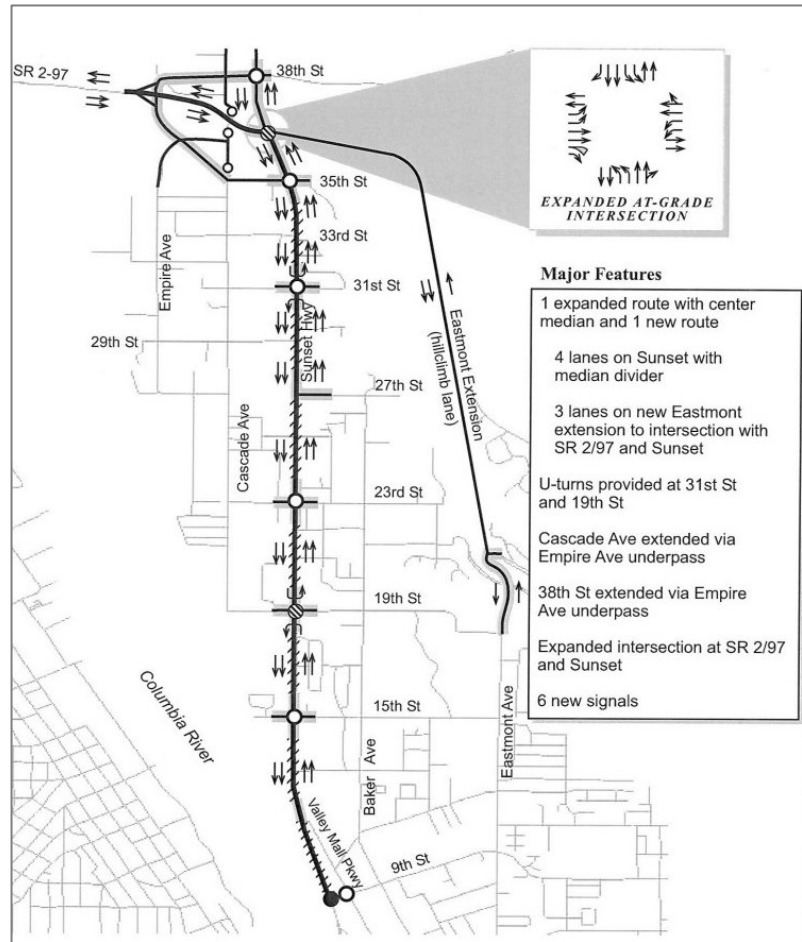 SR 2-97
38th St
EXPANDED AT-GRADE
INTERSECTION
35th St
33rd St
Empire Ave
31st St
Sunset Hwy
29th St
27th St
Cascade Ave
23rd St
Eastmont Extension
(hillclimb lane)
19th St
15th St
Columbia River
Baker Ave
Eastmont Ave
Valley Mall Pkwy
9th St
Major Features
1 expanded route with center
median and 1 new route
4 lanes on Sunset with
median divider
3 lanes on new Eastmont
extension to intersection with
SR 2/97 and Sunset
U-turns provided at 31st St
and 19th St
Cascade Ave extended via
Empire Ave underpass
38th St extended via Empire
Ave underpass
Expanded intersection at SR 2/97
and Sunset
6 new signals